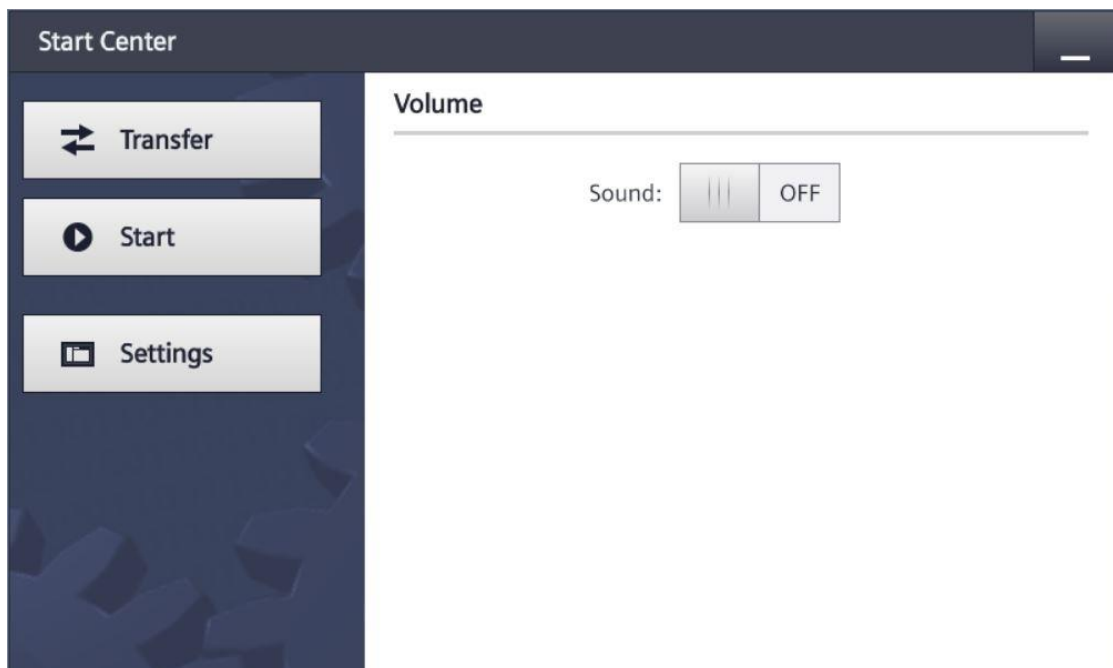 Start Center
Transfer
Start
Settings
Volume
Sound: OFF